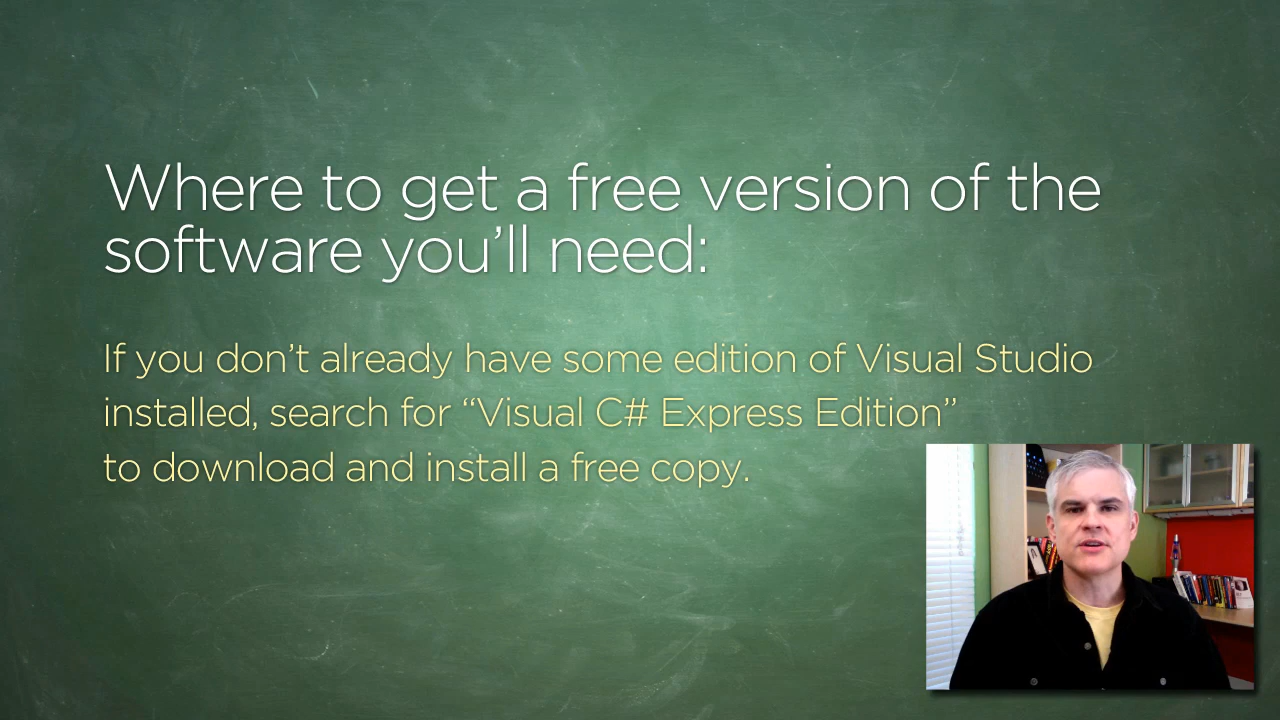 Where to get a free version of the
software you’ll need:
If you don’t already have some edition of Visual Studio
installed, search for “Visual C# Express Edition”
to download and install a free copy.